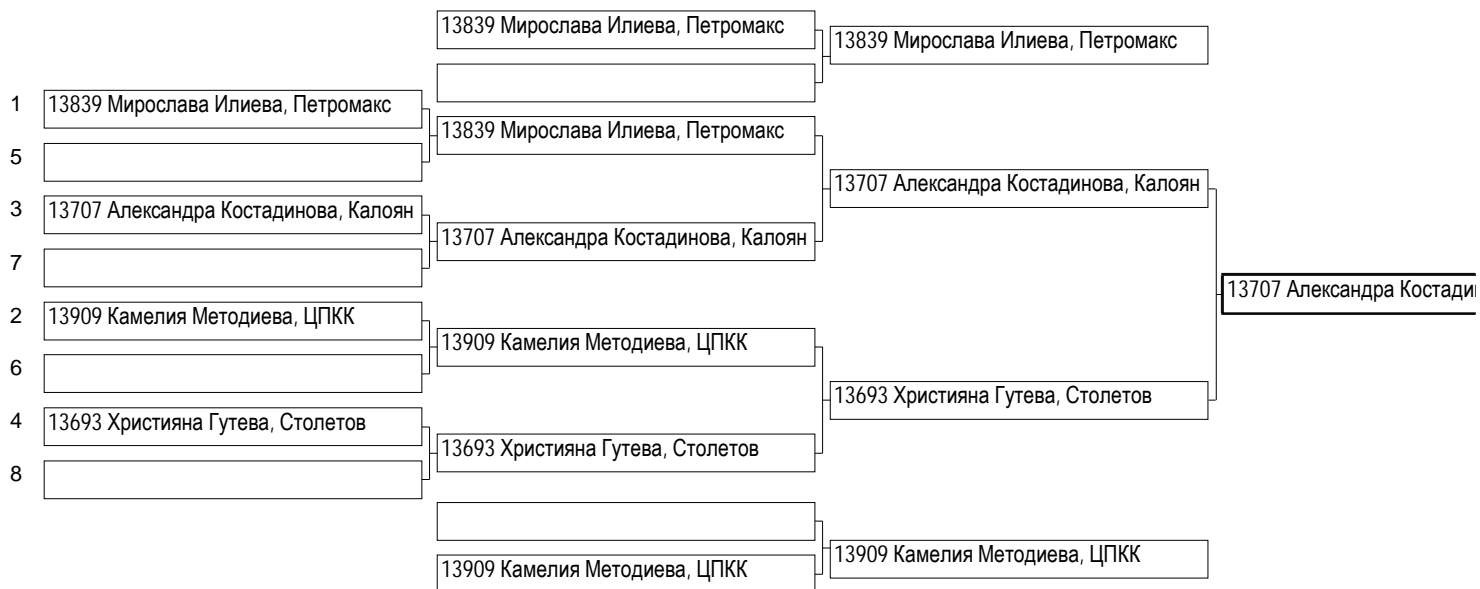 13839 Мирослава Илиева, Петромакс
13839 Мирослава Илиева, Петромакс
1 13839 Мирослава Илиева, Петромакс
13839 Мирослава Илиева, Петромакс
5
13707 Александра Костадинова, Калоян
3 13707 Александра Костадинова, Калоян
13707 Александра Костадинова, Калоян
7
13707 Александра
2 13909 Камелия Методиева, ЦПКК
13909 Камелия Методиева, ЦПКК
6
13693 Християна Гутева, Столетов
4 13693 Християна Гутева, Столетов
13693 Християна Гутева, Столетов
8
13909 Камелия Методиева, ЦПКК
13909 Камелия Методиева, ЦПКК